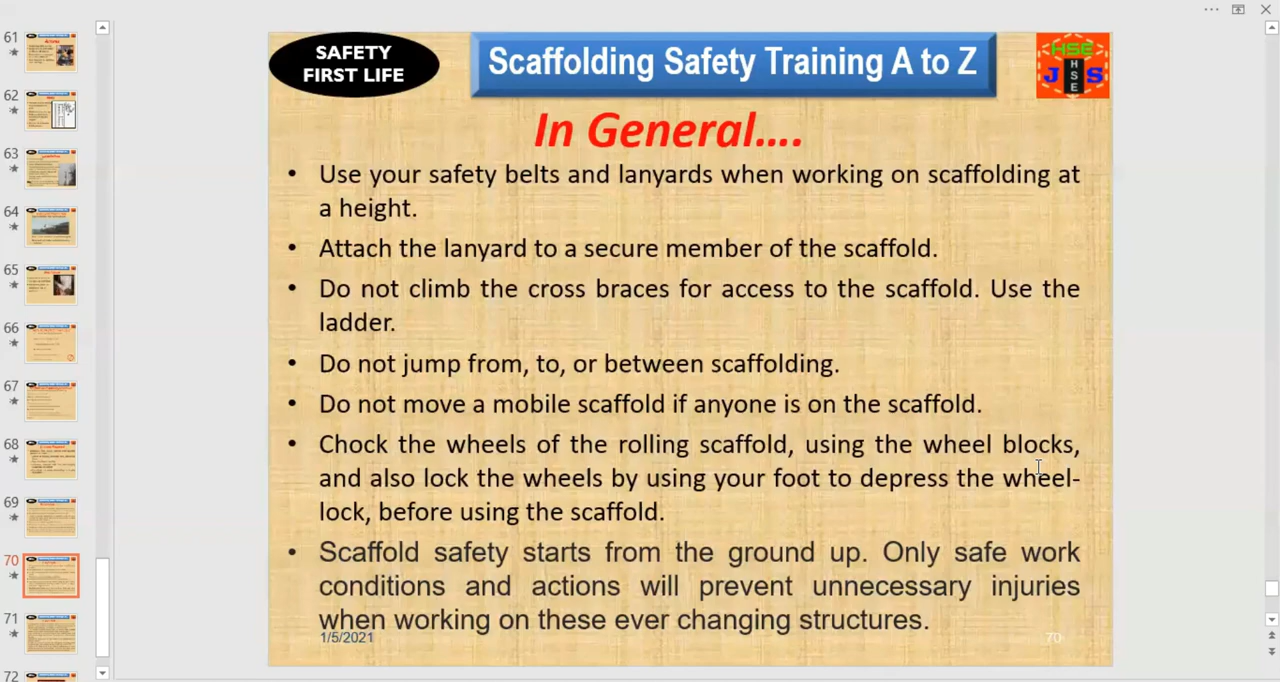 61
62
63
64
65
66
67
68
69
70
71
72
SAFETY
FIRST LIFE
Scaffolding Safety Training A to Z
HSE
J HSE S
In General....
• Use your safety belts and lanyards when working on scaffolding at
a height.
• Attach the lanyard to a secure member of the scaffold.
• Do not climb the cross braces for access to the scaffold. Use the
ladder.
• Do not jump from, to, or between scaffolding.
• Do not move a mobile scaffold if anyone is on the scaffold.
• Chock the wheels of the rolling scaffold, using the wheel blocks,
and also lock the wheels by using your foot to depress the wheel-
lock, before using the scaffold.
• Scaffold safety starts from the ground up. Only safe work
conditions and actions will prevent unnecessary injuries
when working on these ever changing structures.
1/5/2021
70